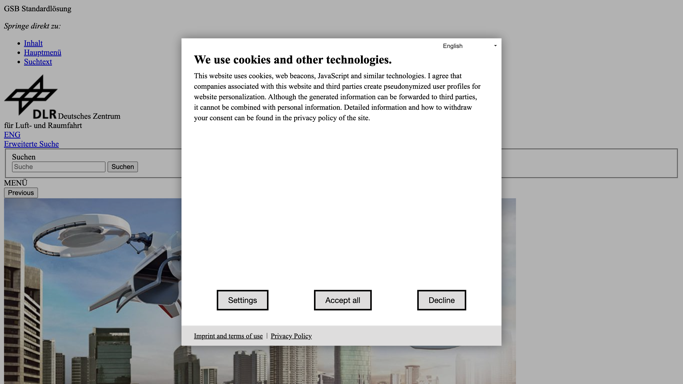 GSB Standardlösung
Springe direkt zu:
Inhalt
Hauptmenü
Suchtext
DLR Deutsches Zentrum
für Luft- und Raumfahrt
ENG
Erweiterte Suche
Suchen
Suche
Suchen
MENÜ
Previous
English
We use cookies and other technologies.
This website uses cookies, web beacons, JavaScript and similar technologies. I agree that
companies associated with this website and third parties create pseudonymized user profiles for
website personalization. Although the generated information can be forwarded to third parties,
it cannot be combined with personal information. Detailed information and how to withdraw
your consent can be found in the privacy policy of the site.
Settings
Accept all
Decline
Imprint and terms of use | Privacy Policy